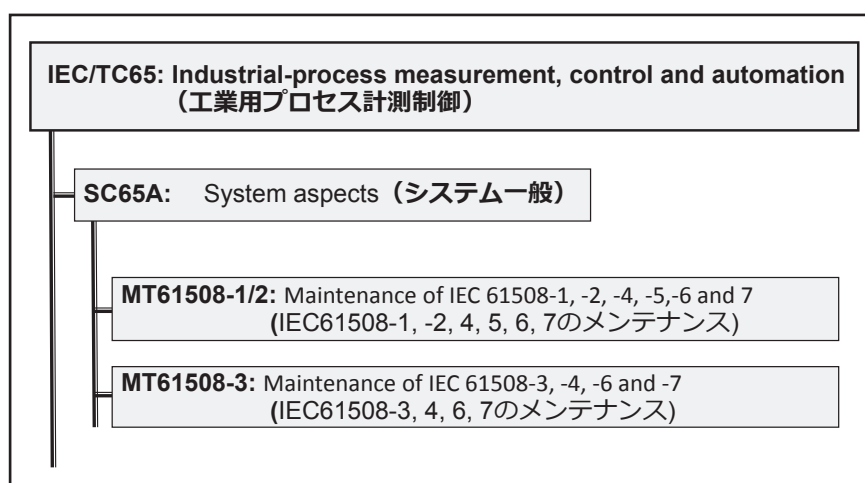 IEC/TC65: Industrial-process measurement, control and automation
（工業用プロセス計測制御）
SC65A: System aspects（システム一般）
MT61508-1/2: Maintenance of IEC 61508-1, -2, -4, -5,-6 and 7
(IEC61508-1, -2, 4, 5, 6, 7のメンテナンス)
MT61508-3: Maintenance of IEC 61508-3, -4, -6 and -7
(IEC61508-3, 4, 6, 7のメンテナンス)